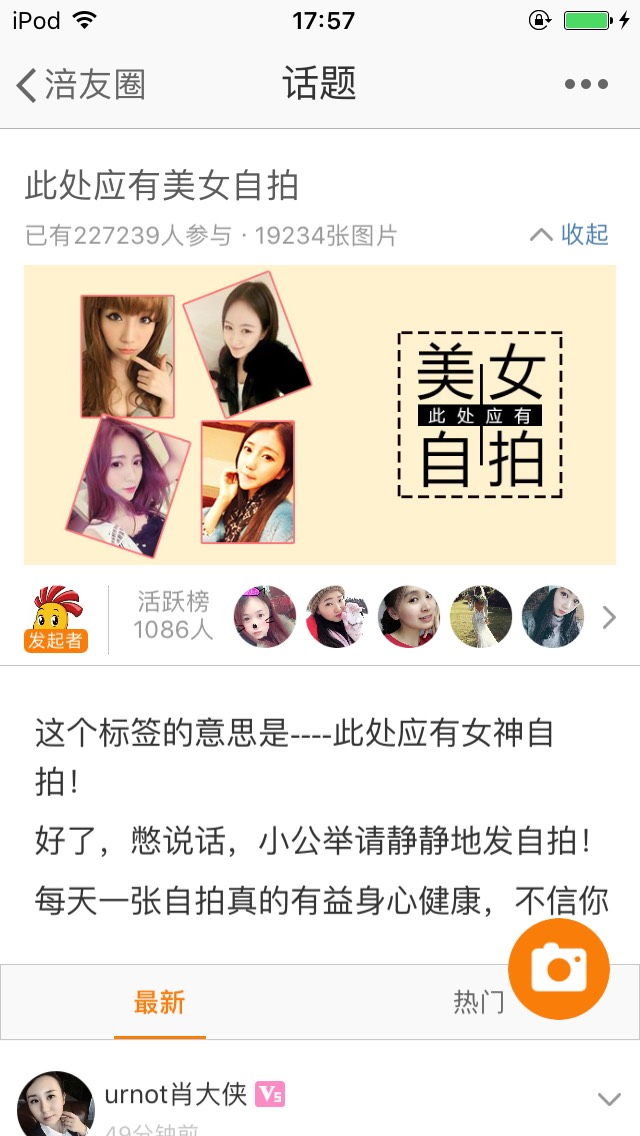 iPod 17:57
涪友圈 话题
此处应有美女自拍
已有227239人参与 · 19234张图片 收起
美女
此处应有
自拍
发起者
活跃榜
1086人
这个标签的意思是----此处应有女神自
拍！
好了，憋说话，小公举请静静地发自拍！
每天一张自拍真的有益身心健康，不信你
最新 热门
urnot肖大侠 V5
49分钟前